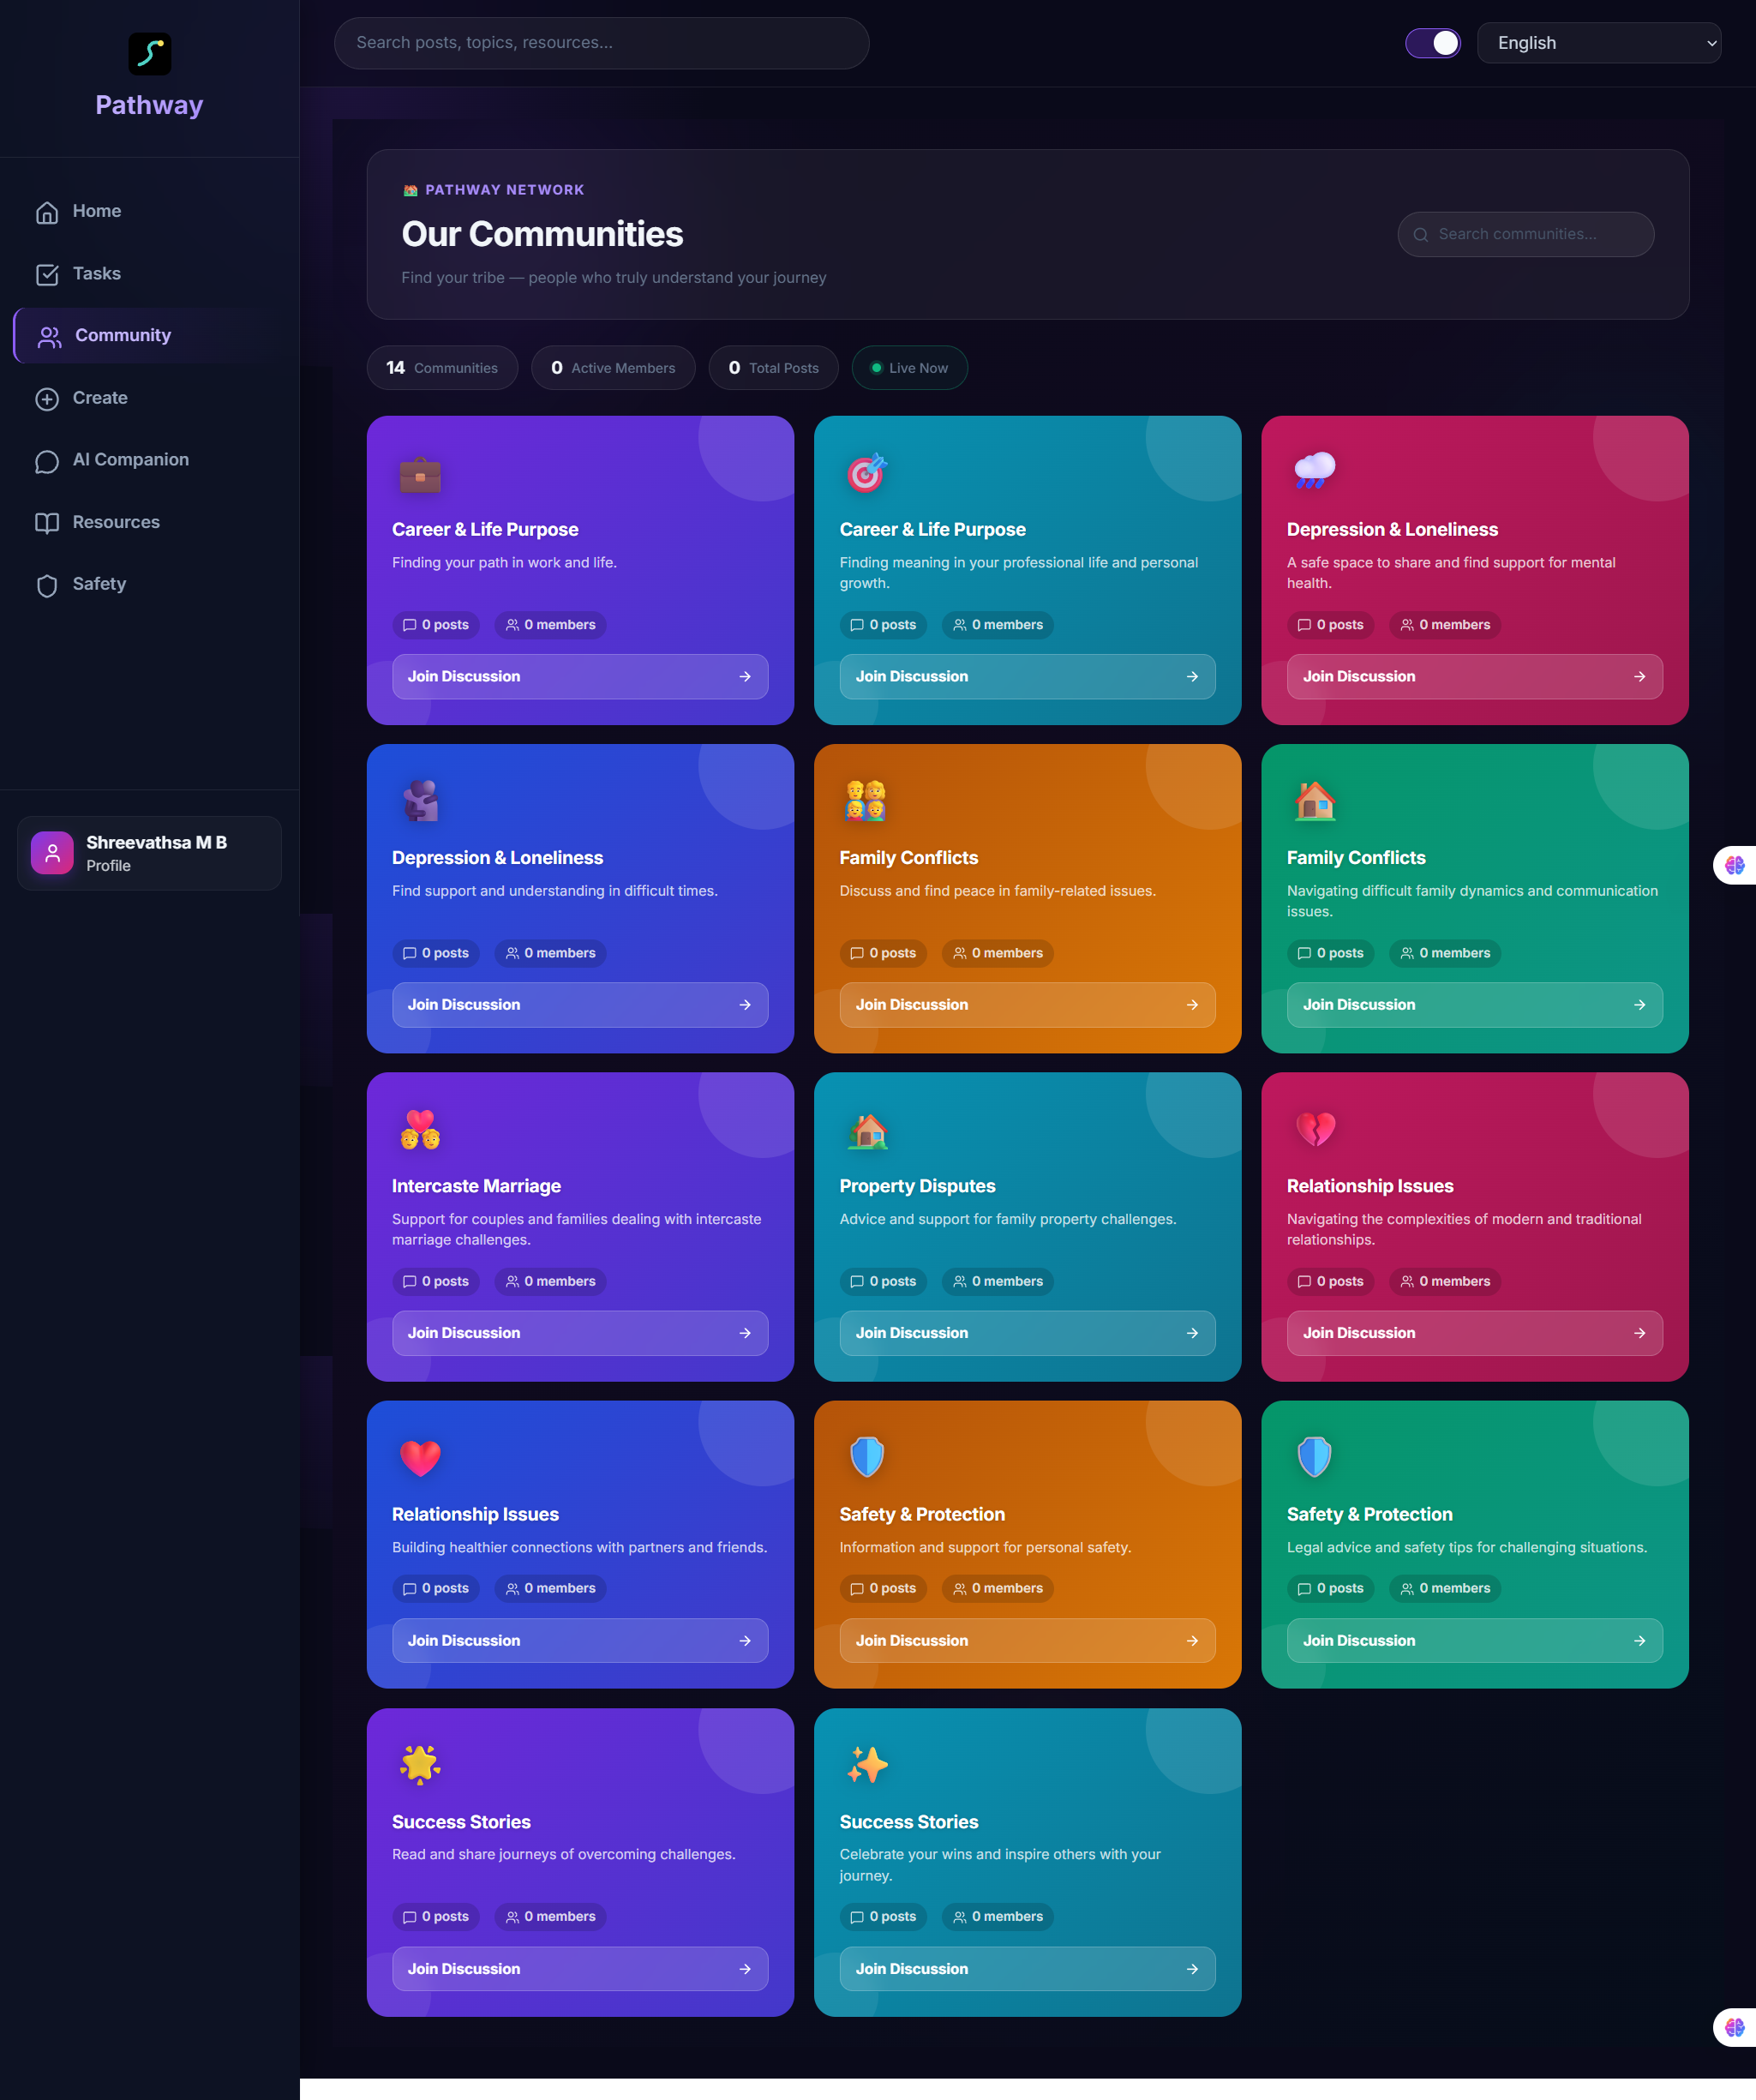 Pathway
Search posts, topics, resources...
English
Home
Tasks
Community
Create
AI Companion
Resources
Safety
Shreevathsa M B
Profile
PATHWAY NETWORK
Our Communities
Find your tribe — people who truly understand your journey
Search communities...
14 Communities
0 Active Members
0 Total Posts
Live Now
Career & Life Purpose
Finding your path in work and life.
0 posts
0 members
Join Discussion
Career & Life Purpose
Finding meaning in your professional life and personal
growth.
0 posts
0 members
Join Discussion
Depression & Loneliness
A safe space to share and find support for mental
health.
0 posts
0 members
Join Discussion
Depression & Loneliness
Find support and understanding in difficult times.
0 posts
0 members
Join Discussion
Family Conflicts
Discuss and find peace in family-related issues.
0 posts
0 members
Join Discussion
Family Conflicts
Navigating difficult family dynamics and communication
issues.
0 posts
0 members
Join Discussion
Intercaste Marriage
Support for couples and families dealing with intercaste
marriage challenges.
0 posts
0 members
Join Discussion
Property Disputes
Advice and support for family property challenges.
0 posts
0 members
Join Discussion
Relationship Issues
Navigating the complexities of modern and traditional
relationships.
0 posts
0 members
Join Discussion
Relationship Issues
Building healthier connections with partners and friends.
0 posts
0 members
Join Discussion
Safety & Protection
Information and support for personal safety.
0 posts
0 members
Join Discussion
Safety & Protection
Legal advice and safety tips for challenging situations.
0 posts
0 members
Join Discussion
Success Stories
Read and share journeys of overcoming challenges.
0 posts
0 members
Join Discussion
Success Stories
Celebrate your wins and inspire others with your
journey.
0 posts
0 members
Join Discussion